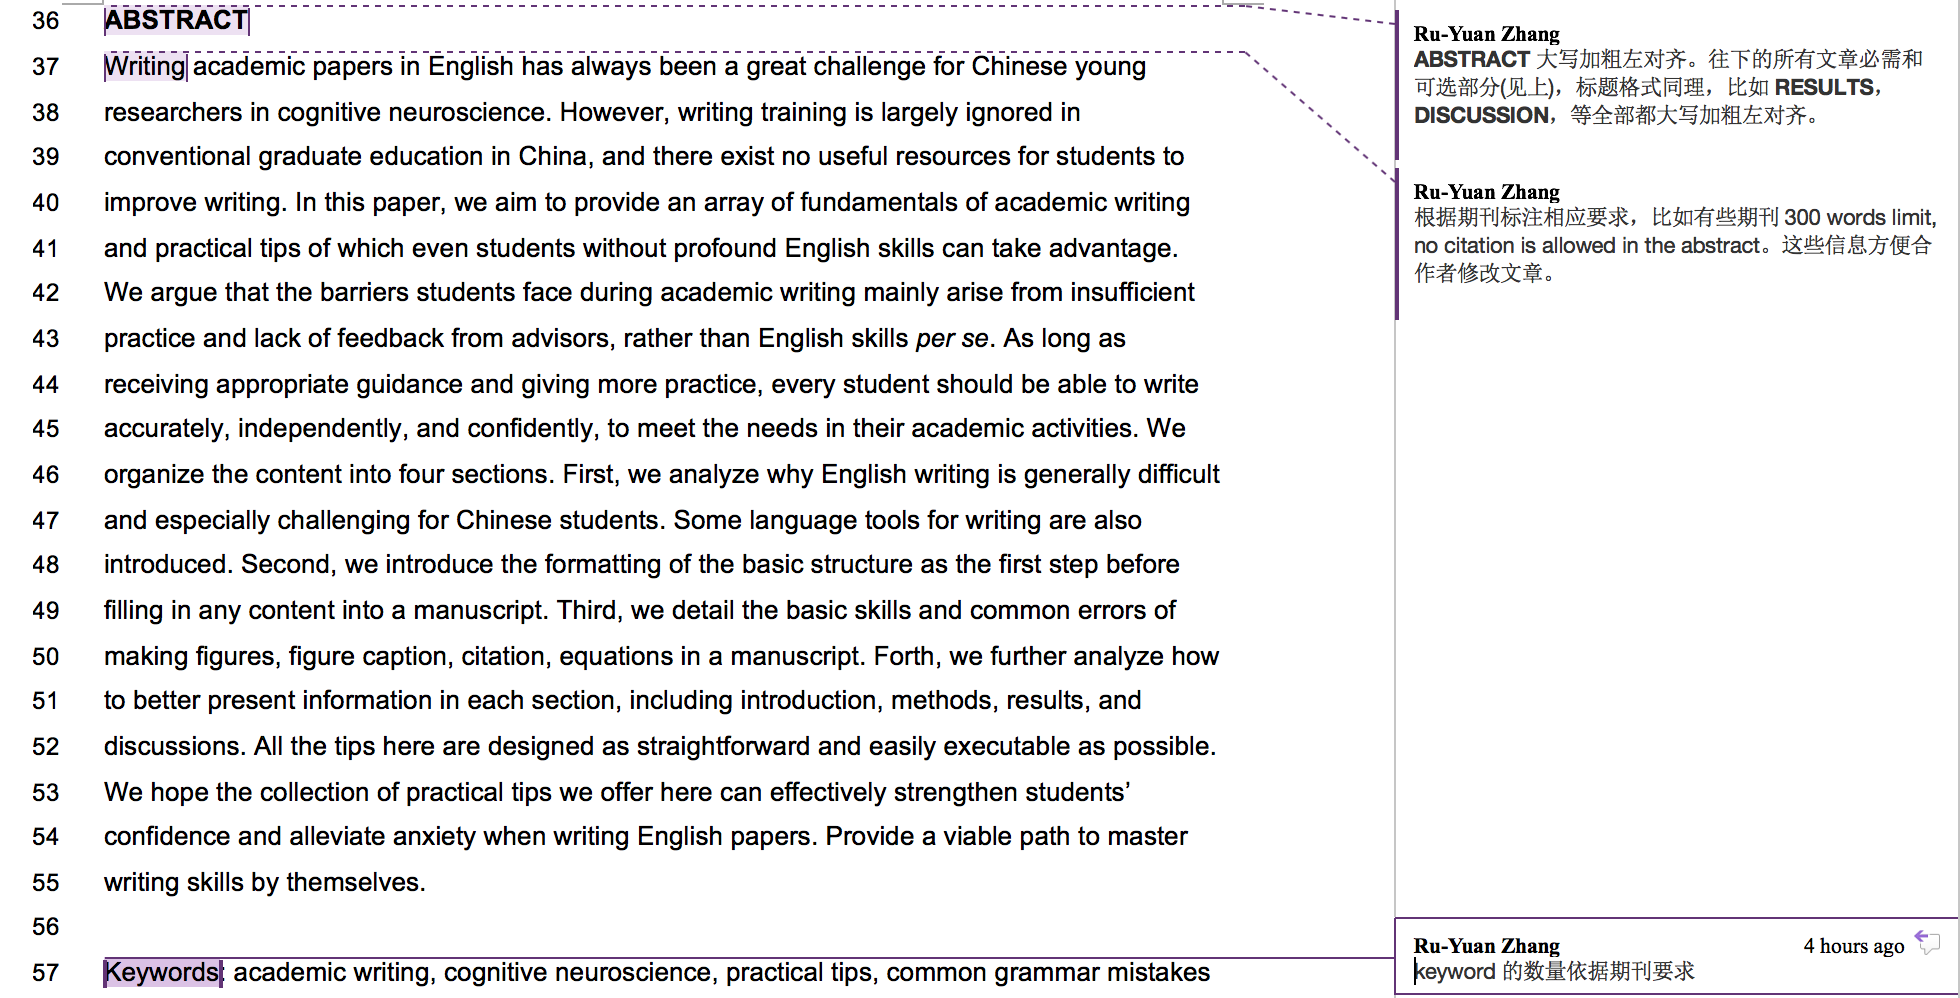 36 ABSTRACT
37 Writing academic papers in English has always been a great challenge for Chinese young
38 researchers in cognitive neuroscience. However, writing training is largely ignored in
39 conventional graduate education in China, and there exist no useful resources for students to
40 improve writing. In this paper, we aim to provide an array of fundamentals of academic writing
41 and practical tips of which even students without profound English skills can take advantage.
42 We argue that the barriers students face during academic writing mainly arise from insufficient
43 practice and lack of feedback from advisors, rather than English skills per se. As long as
44 receiving appropriate guidance and giving more practice, every student should be able to write
45 accurately, independently, and confidently, to meet the needs in their academic activities. We
46 organize the content into four sections. First, we analyze why English writing is generally difficult
47 and especially challenging for Chinese students. Some language tools for writing are also
48 introduced. Second, we introduce the formatting of the basic structure as the first step before
49 filling in any content into a manuscript. Third, we detail the basic skills and common errors of
50 making figures, figure caption, citation, equations in a manuscript. Forth, we further analyze how
51 to better present information in each section, including introduction, methods, results, and
52 discussions. All the tips here are designed as straightforward and easily executable as possible.
53 We hope the collection of practical tips we offer here can effectively strengthen students’
54 confidence and alleviate anxiety when writing English papers. Provide a viable path to master
55 writing skills by themselves.
56
57 Keywords: academic writing, cognitive neuroscience, practical tips, common grammar mistakes
Ru-Yuan Zhang
ABSTRACT 大写加粗左对齐。往下的所有文章必需和
可选部分(见上)，标题格式同理，比如 RESULTS，
DISCUSSION，等全部都大写加粗左对齐。
Ru-Yuan Zhang
根据期刊标注相应要求，比如有些期刊 300 words limit,
no citation is allowed in the abstract。这些信息方便合
作者修改文章。
Ru-Yuan Zhang 4 hours ago
keyword 的数量依据期刊要求